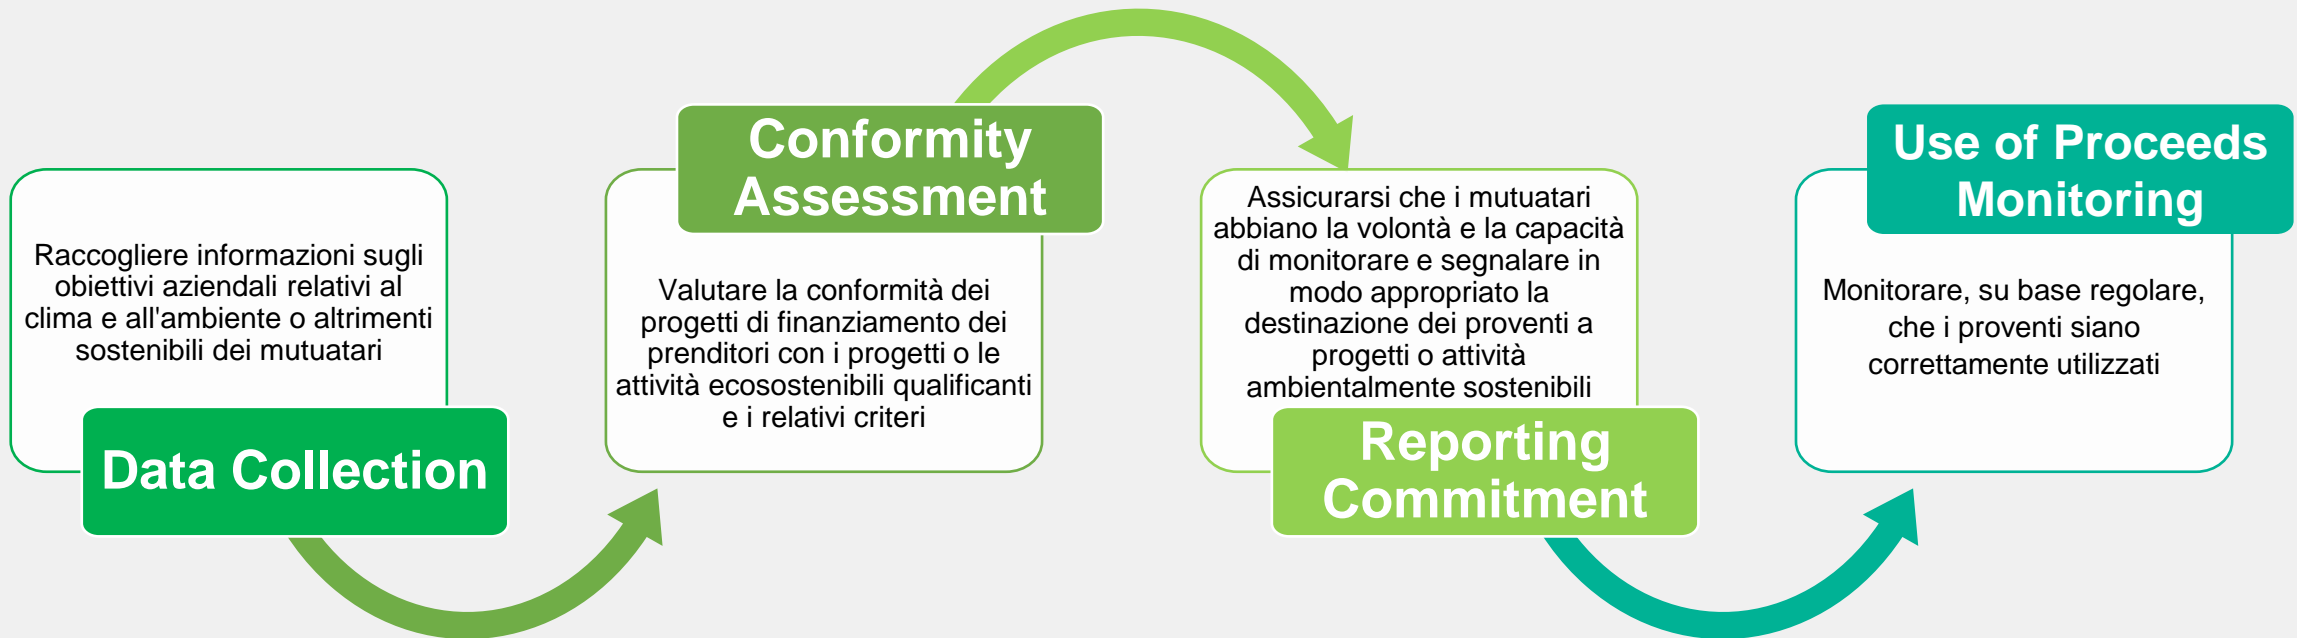 Raccogliere informazioni sugli
obiettivi aziendali relativi al
clima e all'ambiente o altrimenti
sostenibili dei mutuatari
Data Collection
Conformity
Assessment
Valutare la conformità dei
progetti di finanziamento dei
prenditori con i progetti o le
attività ecosostenibili qualificanti
e i relativi criteri
Assicurarsi che i mutuatari
abbiano la volontà e la capacità
di monitorare e segnalare in
modo appropriato la
destinazione dei proventi a
progetti o attività
ambientalmente sostenibili
Reporting
Commitment
Use of Proceeds
Monitoring
Monitorare, su base regolare,
che i proventi siano
correttamente utilizzati